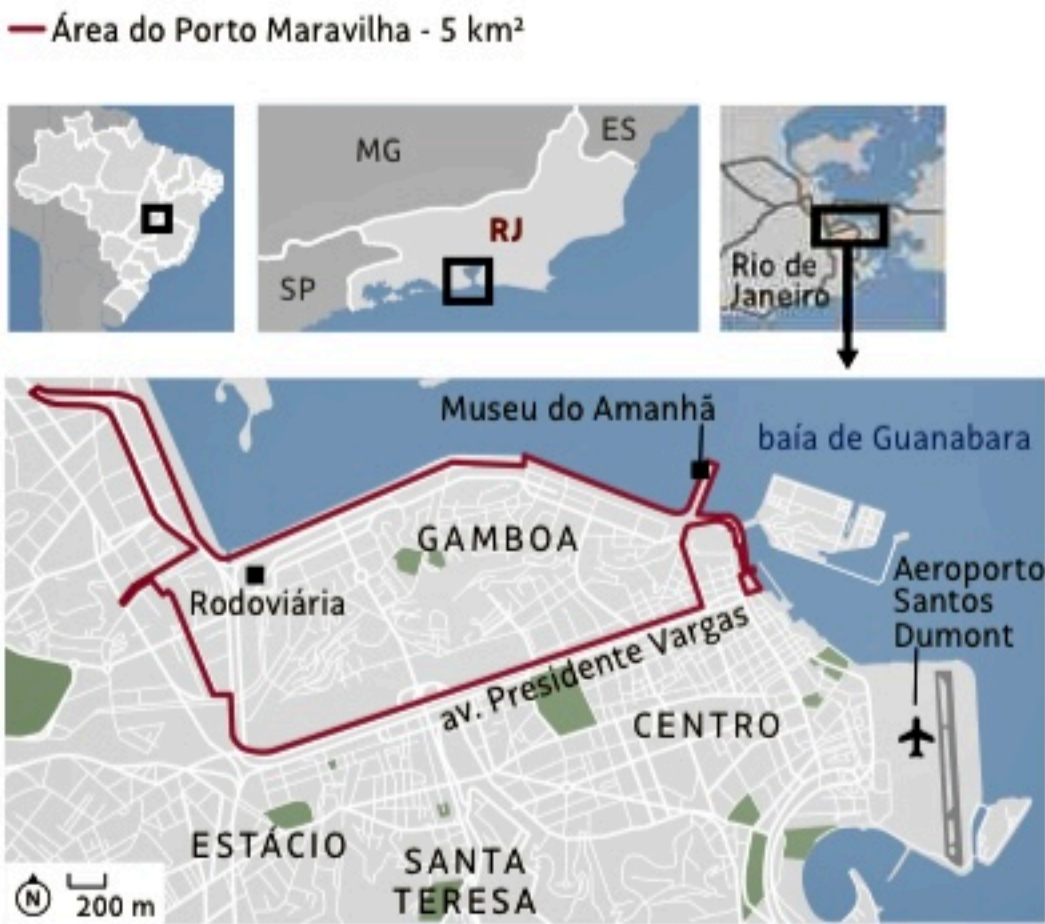 Área do Porto Maravilha - 5 km²
MG
ES
RJ
SP
Rio de
Janeiro
Museu do Amanhã
baía de Guanabara
GAMBOA
Rodoviária
Aeroporto
Santos
Dumont
av. Presidente Vargas
CENTRO
ESTÁCIO
SANTA
TERESA
N
200 m